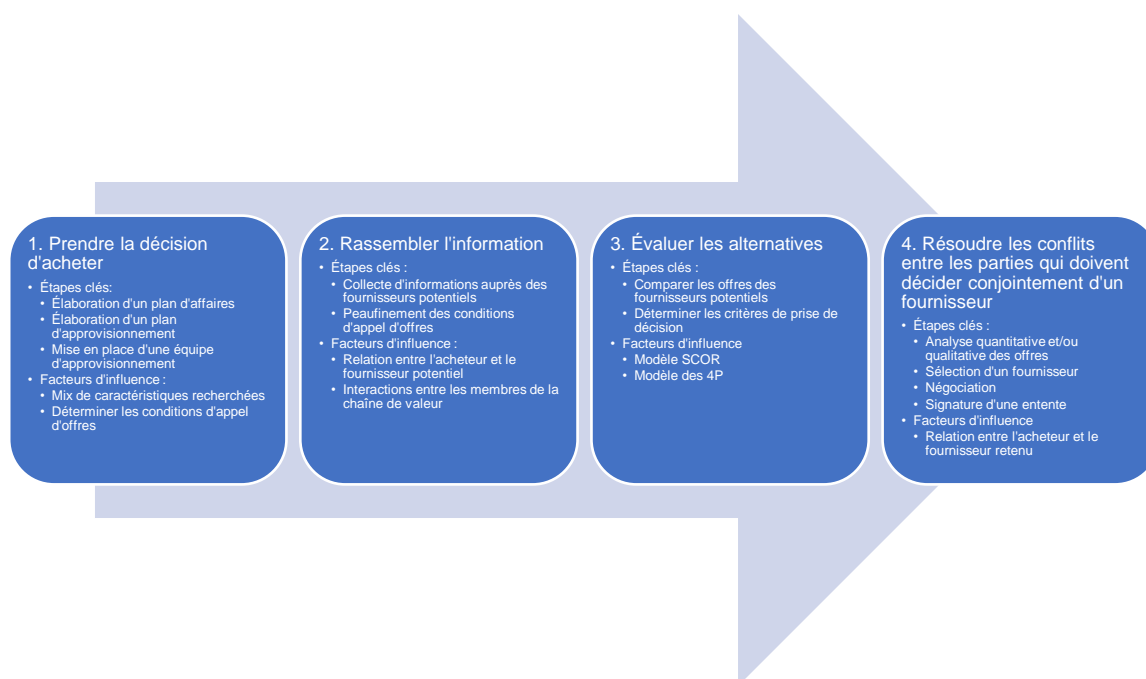 1. Prendre la décision
d'acheter
• Étapes clés:
• Élaboration d'un plan d'affaires
• Élaboration d'un plan
d'approvisionnement
• Mise en place d'une équipe
d'approvisionnement
• Facteurs d'influence :
• Mix de caractéristiques recherchées
• Déterminer les conditions d'appel
d'offres
2. Rassembler l'information
• Étapes clés :
• Collecte d'informations auprès des
fournisseurs potentiels
• Peaufinement des conditions
d'appel d'offres
• Facteurs d'influence :
• Relation entre l'acheteur et le
fournisseur potentiel
• Interactions entre les membres de la
chaîne de valeur
3. Évaluer les alternatives
• Étapes clés :
• Comparer les offres des
fournisseurs potentiels
• Déterminer les critères de prise de
décision
• Facteurs d'influence
• Modèle SCOR
• Modèle des 4P
4. Résoudre les conflits
entre les parties qui doivent
décider conjointement d'un
fournisseur
• Étapes clés :
• Analyse quantitative et/ou
qualitative des offres
• Sélection d'un fournisseur
• Négociation
• Signature d'une entente
• Facteurs d'influence
• Relation entre l'acheteur et le
fournisseur retenu